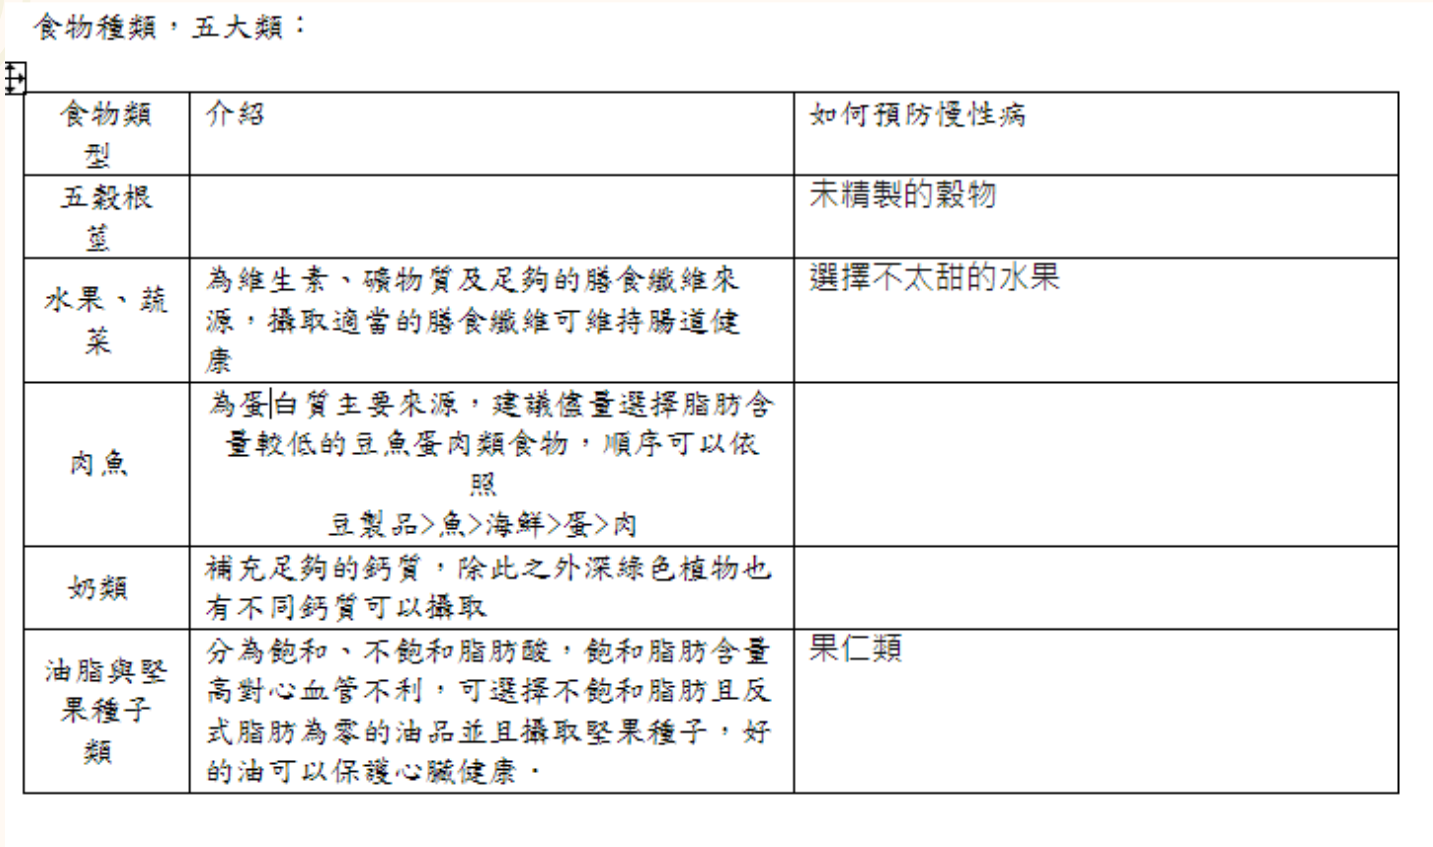 食物種類，五大類：
食物類型
介紹
如何預防慢性病
五穀根莖
未精製的穀物
水果、蔬菜
為維生素、礦物質及足夠的膳食纖維來
源，攝取適當的膳食纖維可維持腸道健
康
選擇不太甜的水果
肉魚
為蛋白質主要來源，建議儘量選擇脂肪含
量較低的豆魚蛋肉類食物，順序可以依
照
豆製品>魚>海鮮>蛋>肉
奶類
補充足夠的鈣質，除此之外深綠色植物也
有不同鈣質可以攝取
油脂與堅
果種子
類
分為飽和、不飽和脂肪酸，飽和脂肪含量
高對心血管不利，可選擇不飽和脂肪且反
式脂肪為零的油品並且攝取堅果種子，好
的油可以保護心臟健康．
果仁類